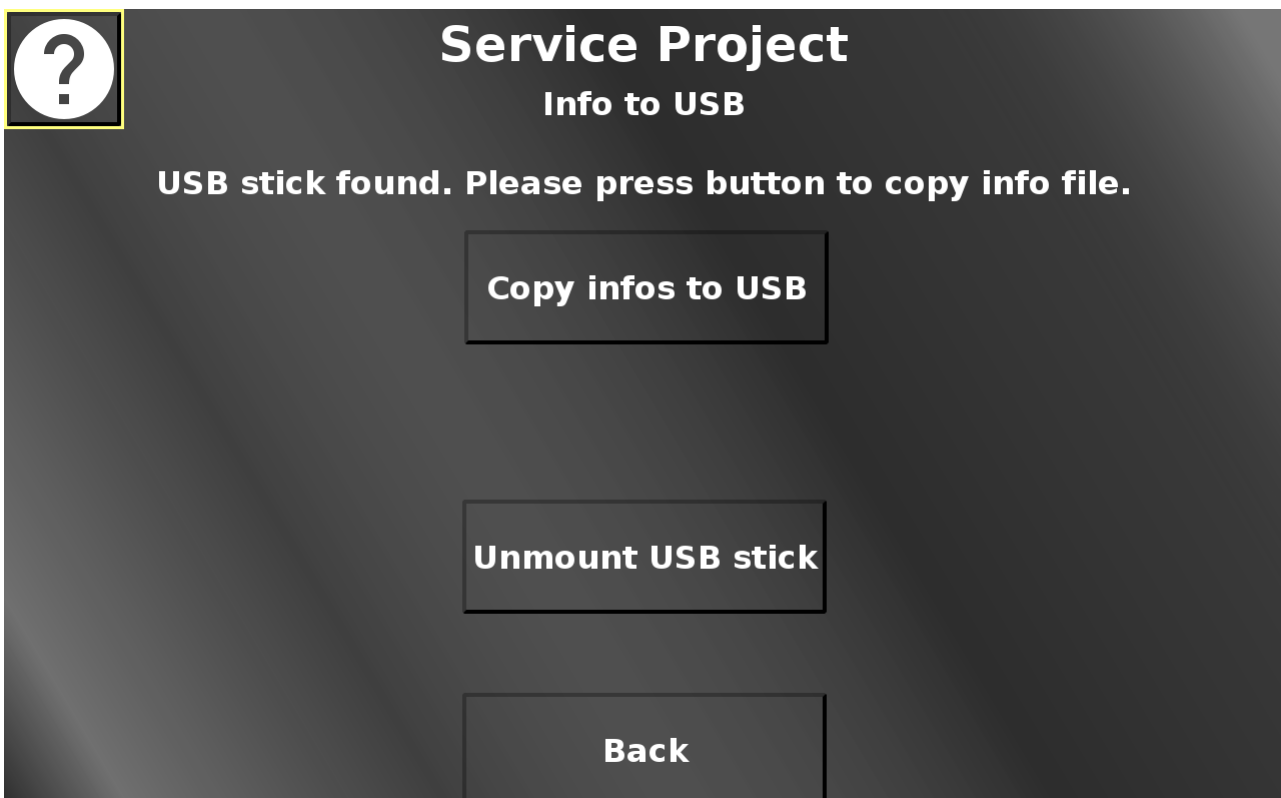 ?
Service Project
Info to USB
USB stick found. Please press button to copy info file.
Copy infos to USB
Unmount USB stick
Back